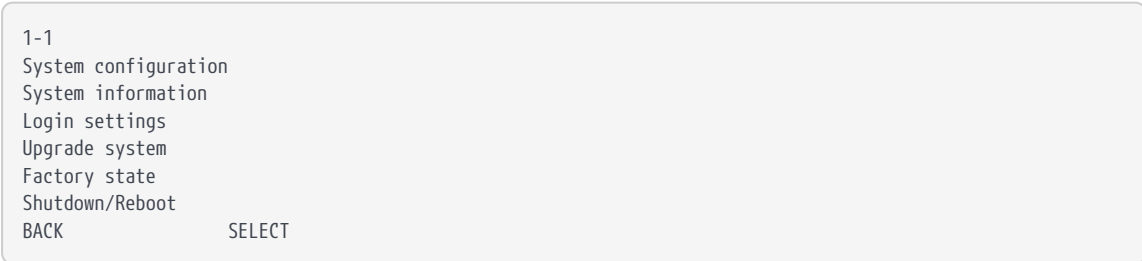 1-1
System configuration
System information
Login settings
Upgrade system
Factory state
Shutdown/Reboot
BACK                    SELECT